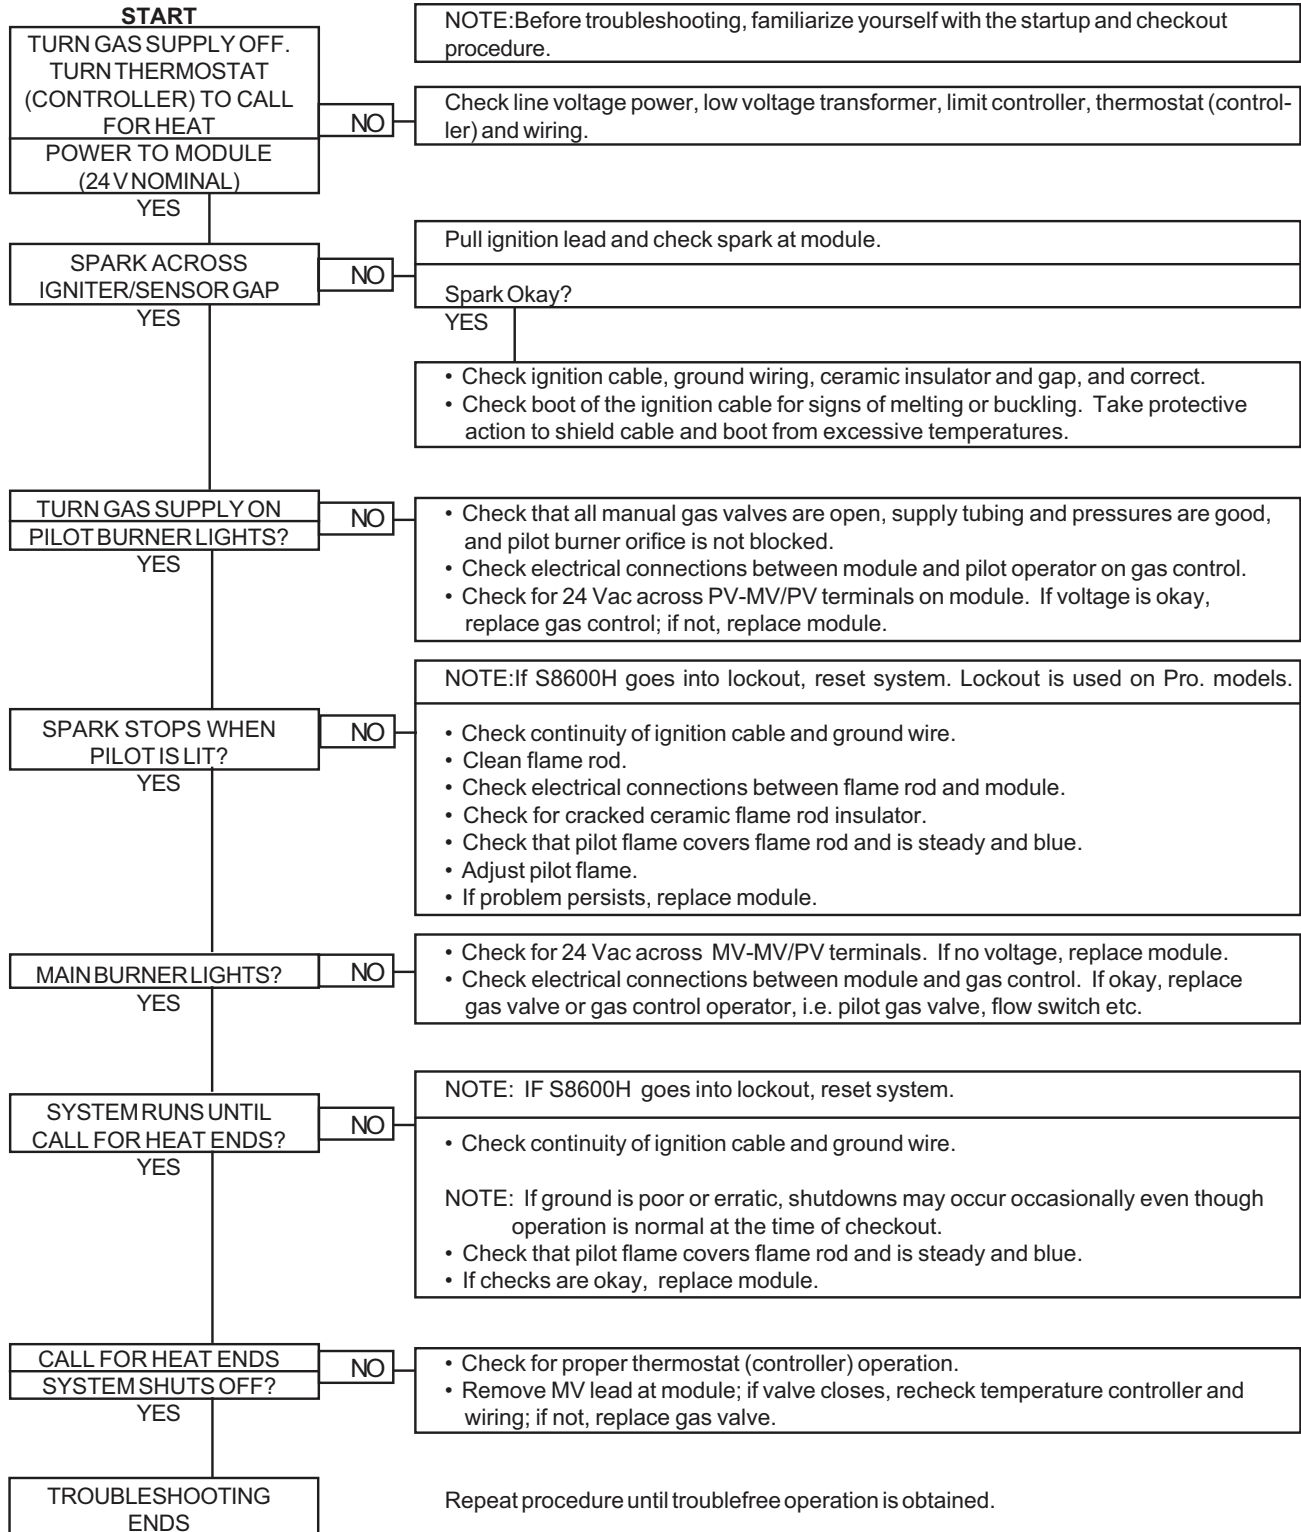 START
TURN GAS SUPPLY OFF.
TURN THERMOSTAT
(CONTROLLER) TO CALL
FOR HEAT
POWER TO MODULE
(24 V NOMINAL)
YES
NO
NOTE:Before troubleshooting, familiarize yourself with the startup and checkout
procedure.
Check line voltage power, low voltage transformer, limit controller, thermostat (control-
ler) and wiring.
SPARK ACROSS
IGNITER/SENSOR GAP
YES
NO
Pull ignition lead and check spark at module.
Spark Okay?
YES
• Check ignition cable, ground wiring, ceramic insulator and gap, and correct.
• Check boot of the ignition cable for signs of melting or buckling. Take protective
action to shield cable and boot from excessive temperatures.
TURN GAS SUPPLY ON
PILOT BURNER LIGHTS?
YES
NO
• Check that all manual gas valves are open, supply tubing and pressures are good,
and pilot burner orifice is not blocked.
• Check electrical connections between module and pilot operator on gas control.
• Check for 24 Vac across PV-MV/PV terminals on module. If voltage is okay,
replace gas control; if not, replace module.
SPARK STOPS WHEN
PILOT IS LIT?
YES
NO
NOTE:If S8600H goes into lockout, reset system. Lockout is used on Pro. models.
• Check continuity of ignition cable and ground wire.
• Clean flame rod.
• Check electrical connections between flame rod and module.
• Check for cracked ceramic flame rod insulator.
• Check that pilot flame covers flame rod and is steady and blue.
• Adjust pilot flame.
• If problem persists, replace module.
MAIN BURNER LIGHTS?
YES
NO
• Check for 24 Vac across MV-MV/PV terminals. If no voltage, replace module.
• Check electrical connections between module and gas control. If okay, replace
gas valve or gas control operator, i.e. pilot gas valve, flow switch etc.
SYSTEM RUNS UNTIL
CALL FOR HEAT ENDS?
YES
NO
NOTE: IF S8600H goes into lockout, reset system.
• Check continuity of ignition cable and ground wire.
NOTE: If ground is poor or erratic, shutdowns may occur occasionally even though
operation is normal at the time of checkout.
• Check that pilot flame covers flame rod and is steady and blue.
• If checks are okay, replace module.
CALL FOR HEAT ENDS
SYSTEM SHUTS OFF?
YES
NO
• Check for proper thermostat (controller) operation.
• Remove MV lead at module; if valve closes, recheck temperature controller and
wiring; if not, replace gas valve.
TROUBLESHOOTING
ENDS
Repeat procedure until troublefree operation is obtained.